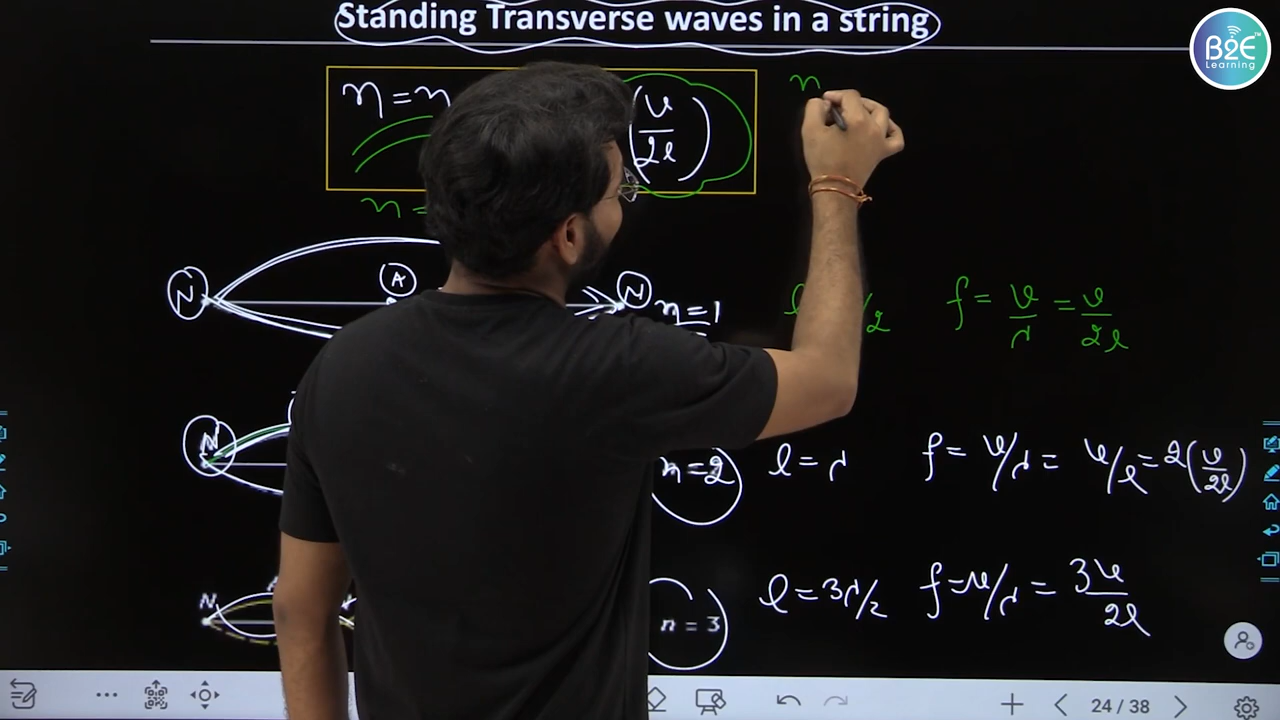 Standing Transverse waves in a string
B2E
Learning
n = n
(v/2l)
n
n =
N
A
N
n = 1
l
/2
f = v/λ = v/2l
N
n = 2
l = λ
f = v/λ = v/l = 2(v/2l)
N
n = 3
l = 3λ/2
f = v/λ = 3v/2l
24 / 38